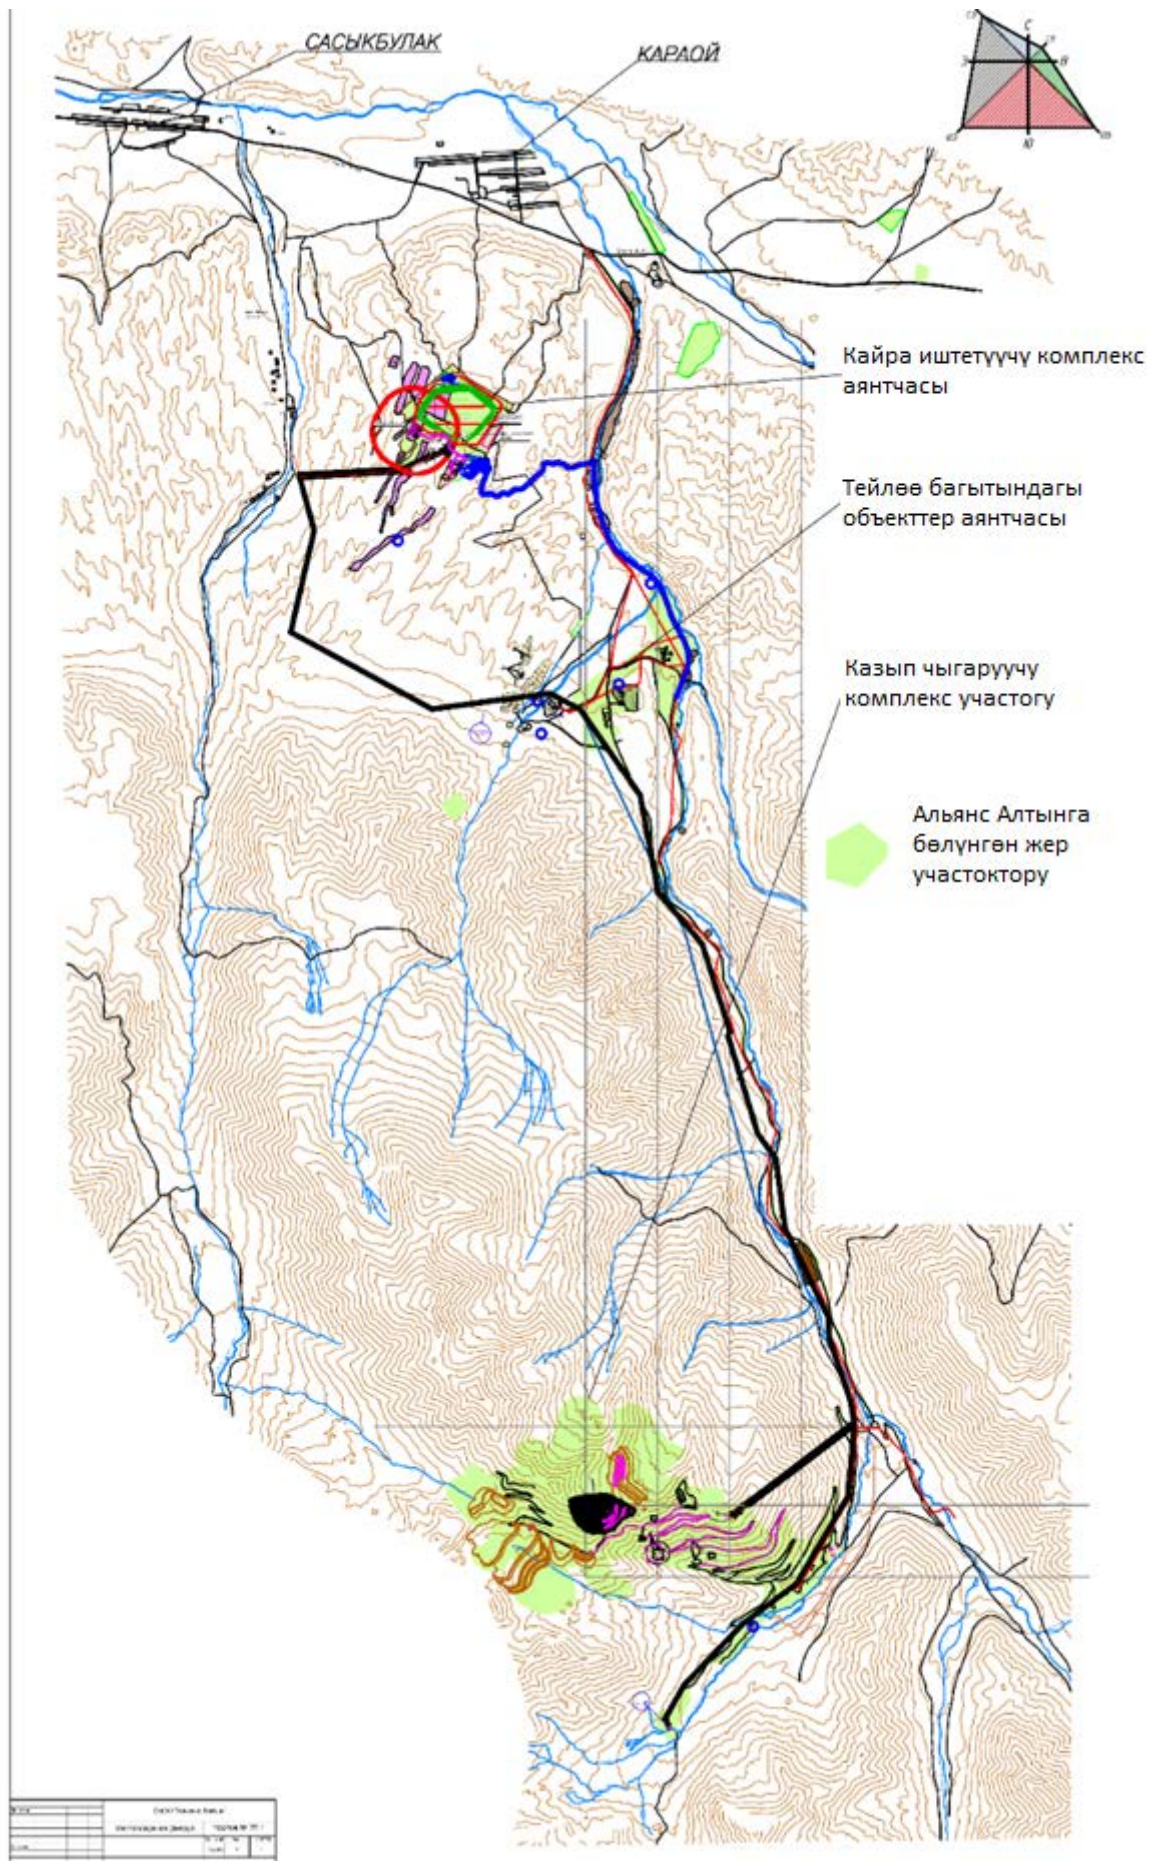 САСЫКБУЛАК
КАРАОЙ
С
Ю
Кайра иштетүүчү комплекс
аянтчасы
Тейлөө багытындагы
объекттер аянтчасы
Казып чыгаруучу
комплекс участогу
Альянс Алтынга
бөлүнгөн жер
участоктору